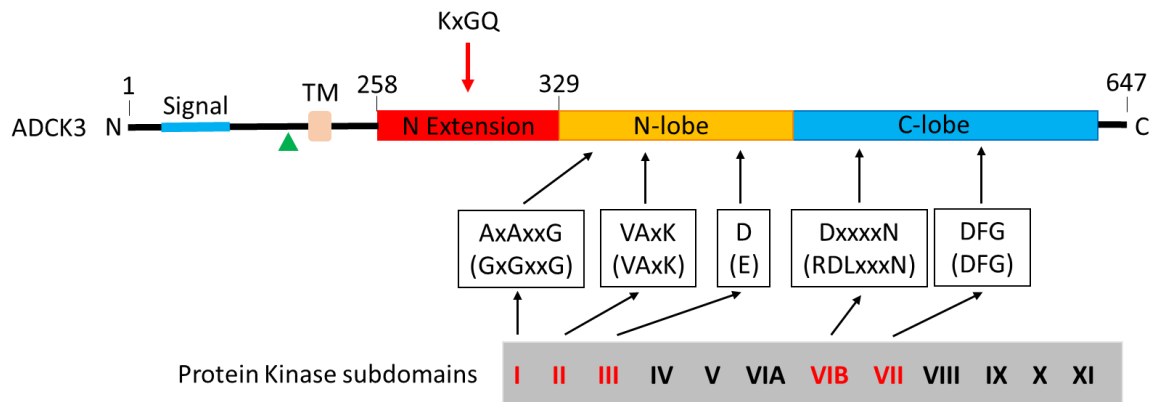 KxGQ
1 Signal TM 258 329 647
ADCK3 N N Extension N-lobe C-lobe C
AxAxxG
(GxGxxG)
VAxK
(VAxK)
D
(E)
DxxxxN
(RDLxxxN)
DFG
(DFG)
Protein Kinase subdomains I II III IV V VIA VIB VII VIII IX X XI